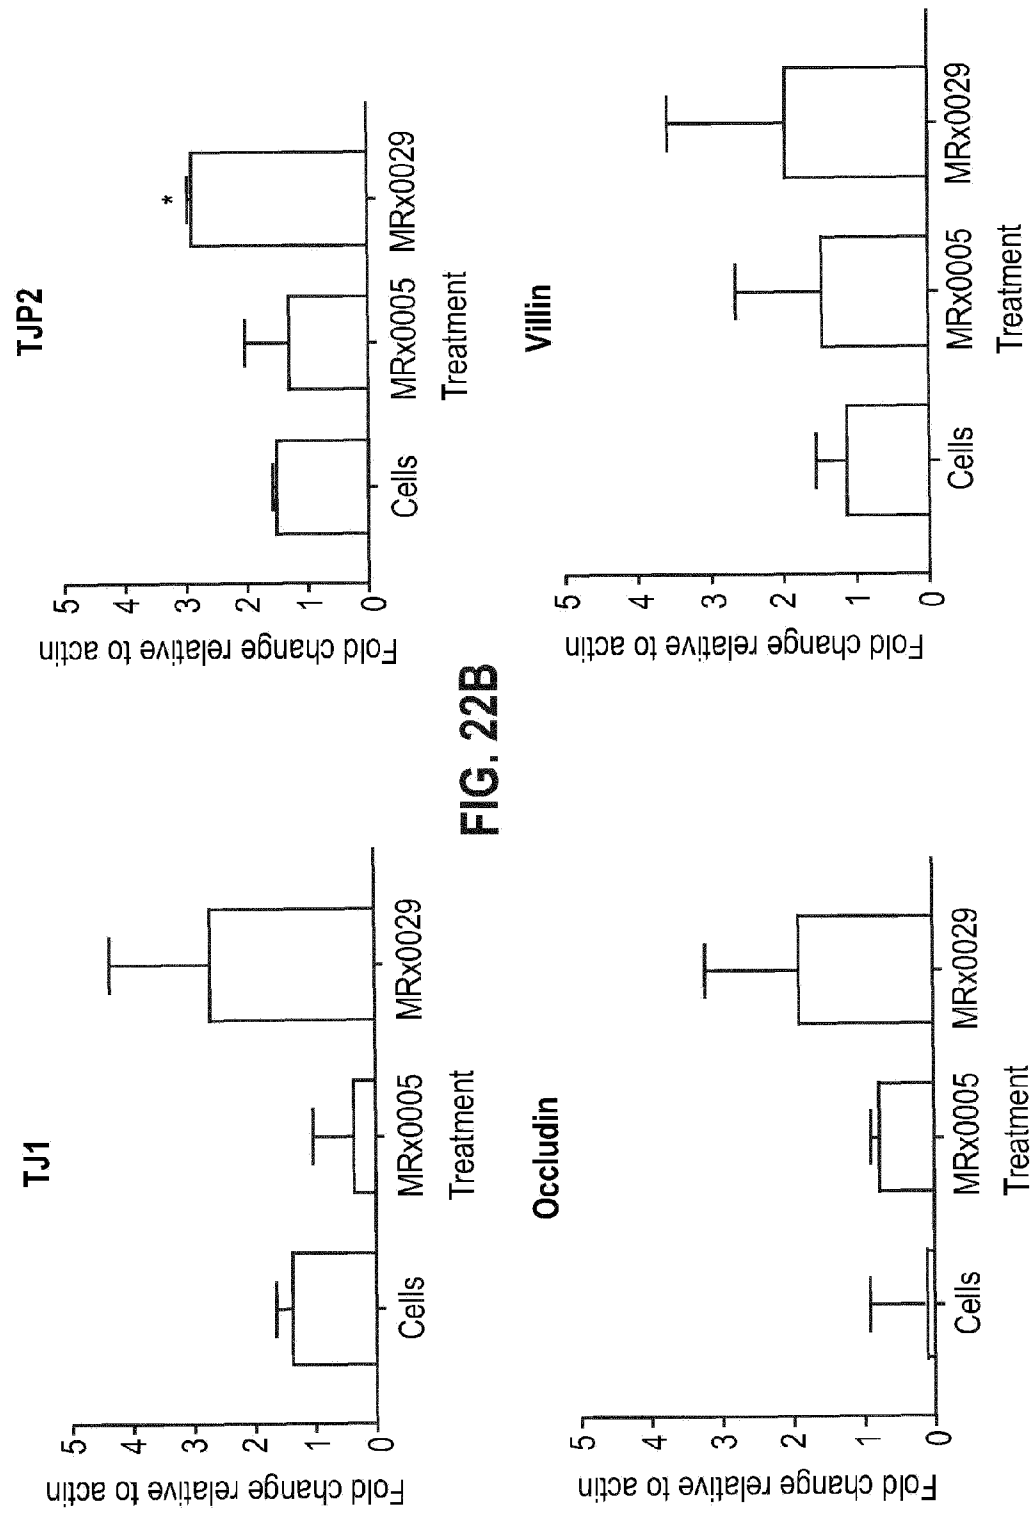 TJ1
Fold change relative to actin
5
4
3
2
1
0
Cells
MRx0005
MRx0029
Treatment
TJP2
Fold change relative to actin
5
4
3
2
1
0
*
Cells
MRx0005
MRx0029
Treatment
FIG. 22B
Occludin
Fold change relative to actin
5
4
3
2
1
0
Cells
MRx0005
MRx0029
Treatment
Villin
Fold change relative to actin
5
4
3
2
1
0
Cells
MRx0005
MRx0029
Treatment